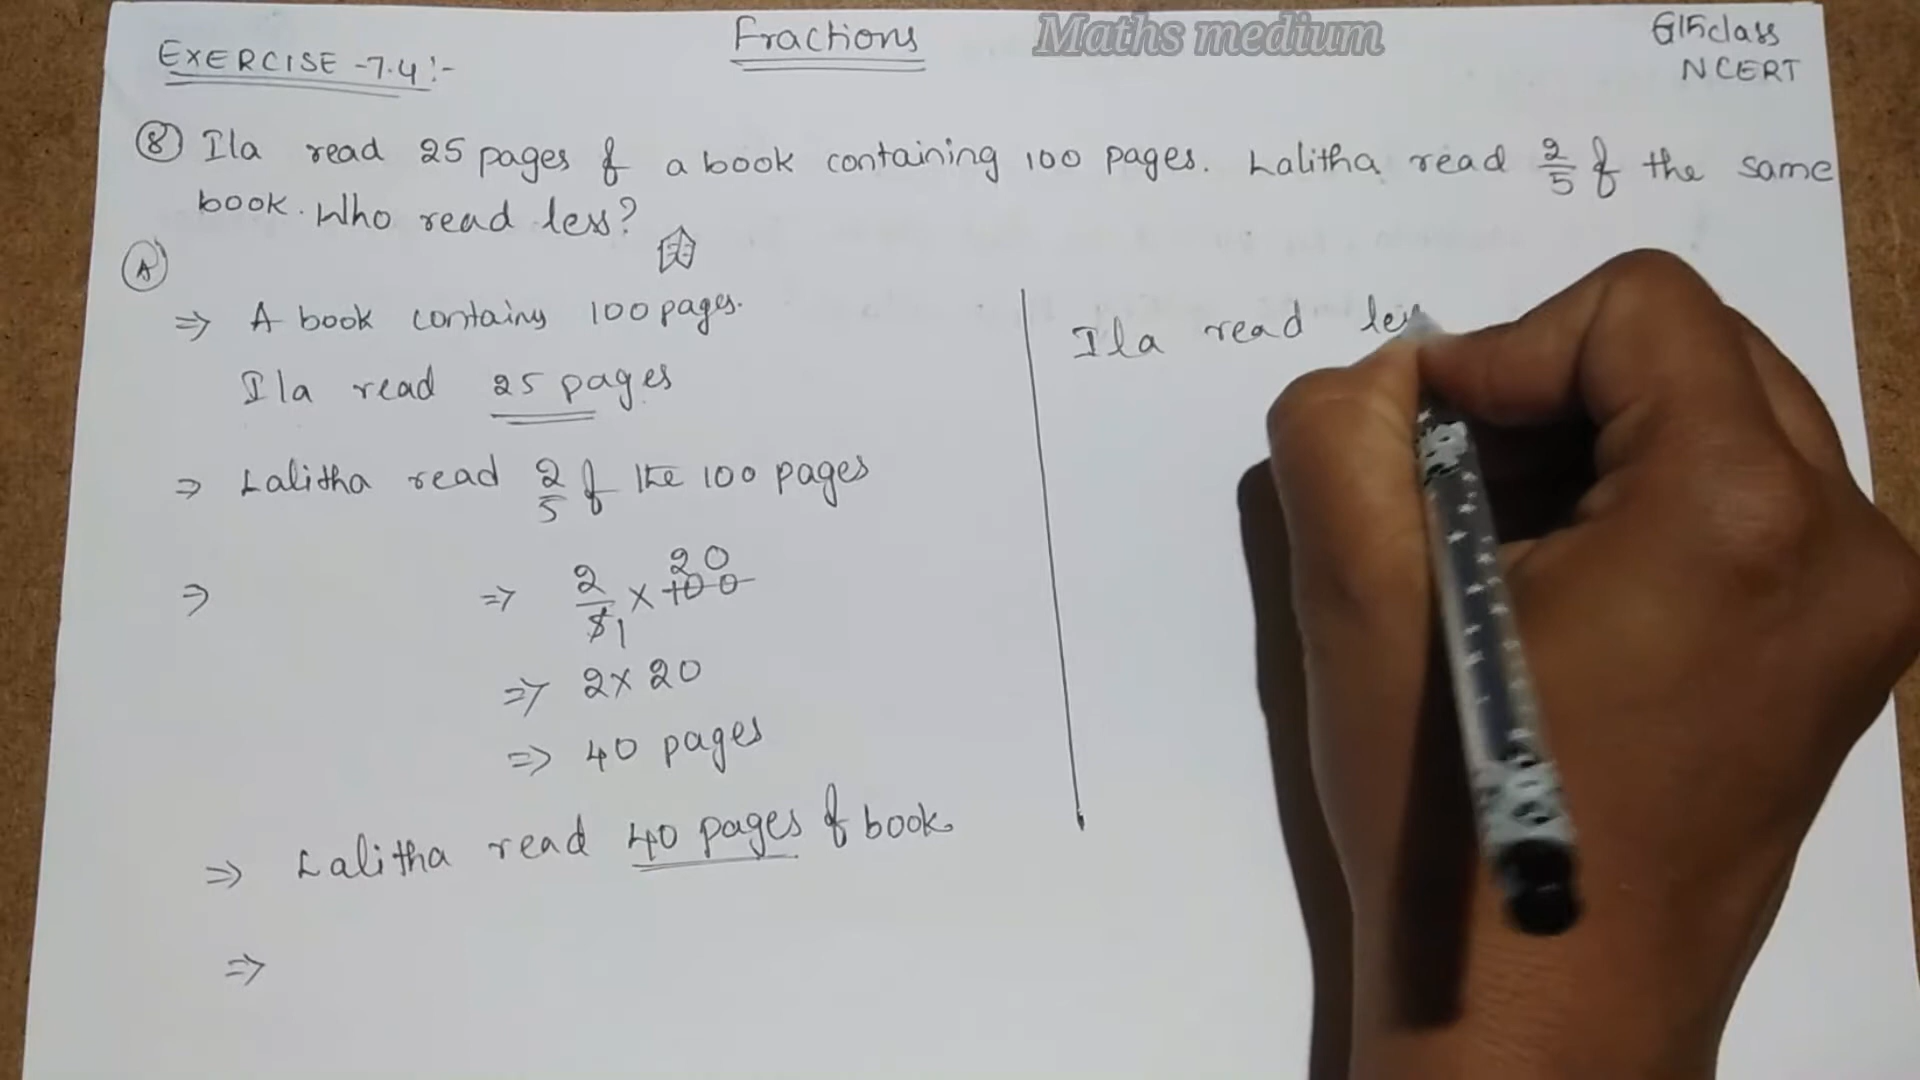 Fractions
Maths medium
EXERCISE -7.4:-
class
NCERT
8 Ila read 25 pages of a book containing 100 pages. Lalitha read 2/5 of the same
book. Who read less?
A
⇒ A book contains 100 pages.
Ila read 25 pages
⇒ Lalitha read 2/5 of the 100 pages
⇒ ⇒ 2/5 1 × 100 20
⇒ 2 × 20
⇒ 40 pages
⇒ Lalitha read 40 pages of book.
⇒
Ila read les